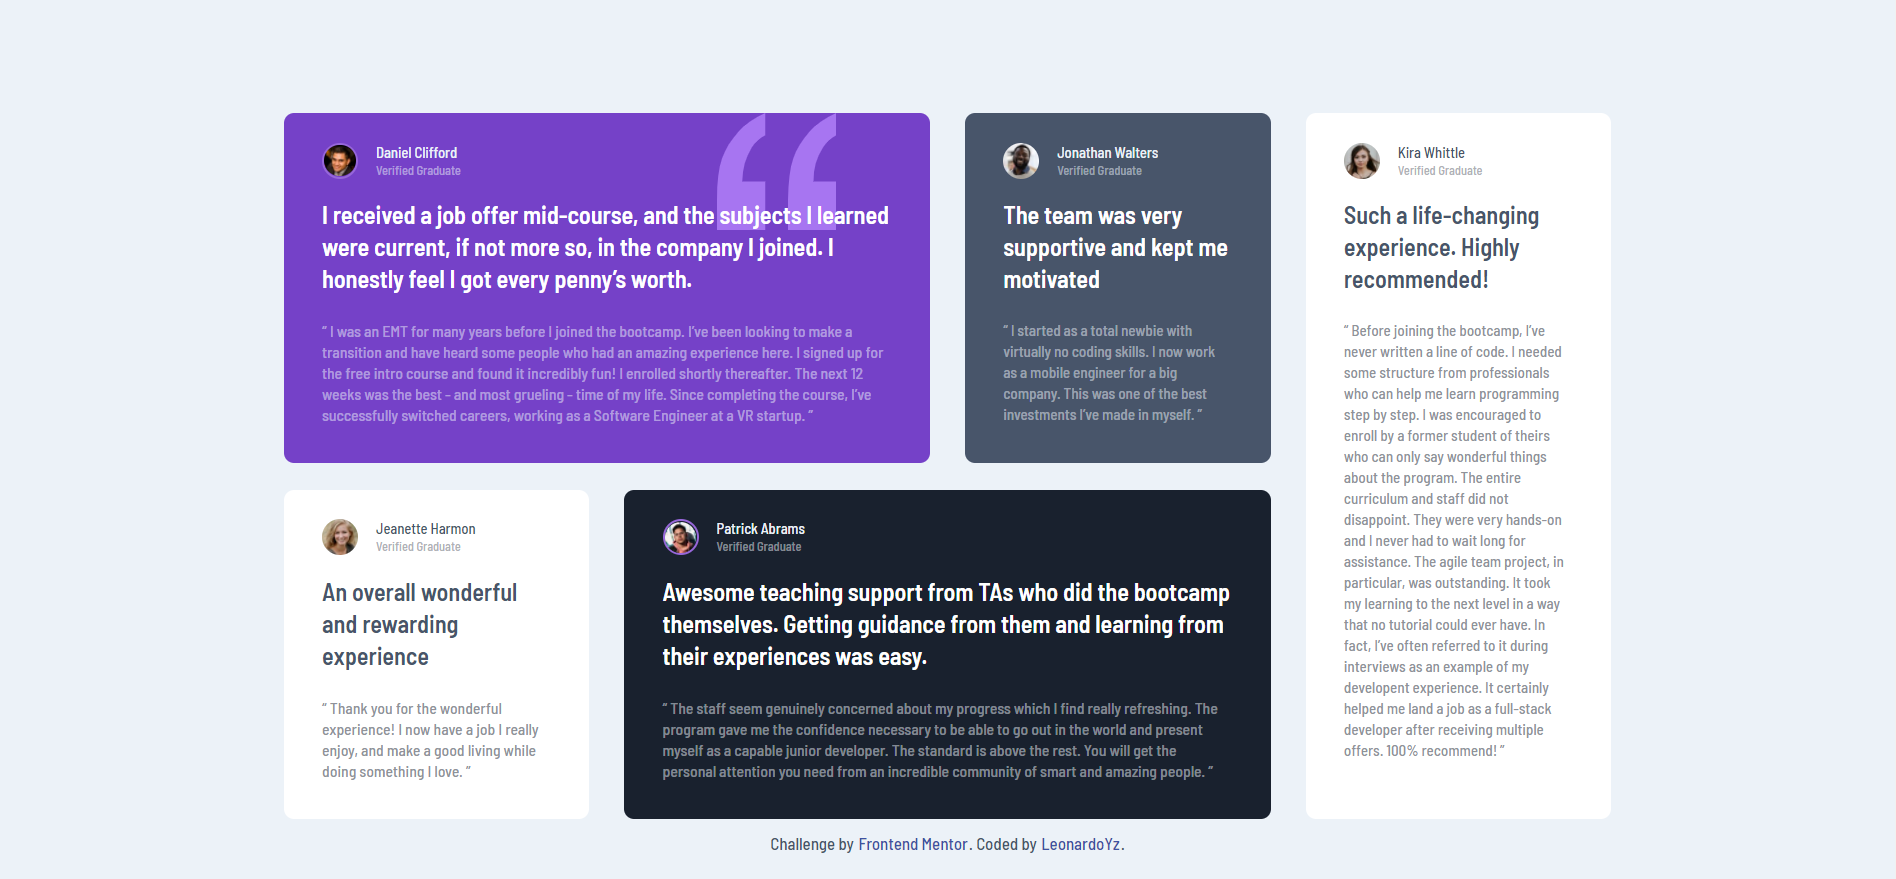 Daniel Clifford
Verified Graduate
I received a job offer mid-course, and the subjects I learned
were current, if not more so, in the company I joined. I
honestly feel I got every penny’s worth.
“ I was an EMT for many years before I joined the bootcamp. I’ve been looking to make a
transition and have heard some people who had an amazing experience here. I signed up for
the free intro course and found it incredibly fun! I enrolled shortly thereafter. The next 12
weeks was the best - and most grueling - time of my life. Since completing the course, I’ve
successfully switched careers, working as a Software Engineer at a VR startup. ”
Jonathan Walters
Verified Graduate
The team was very
supportive and kept me
motivated
“ I started as a total newbie with
virtually no coding skills. I now work
as a mobile engineer for a big
company. This was one of the best
investments I’ve made in myself. ”
Kira Whittle
Verified Graduate
Such a life-changing
experience. Highly
recommended!
“ Before joining the bootcamp, I’ve
never written a line of code. I needed
some structure from professionals
who can help me learn programming
step by step. I was encouraged to
enroll by a former student of theirs
who can only say wonderful things
about the program. The entire
curriculum and staff did not
disappoint. They were very hands-on
and I never had to wait long for
assistance. The agile team project, in
particular, was outstanding. It took
my learning to the next level in a way
that no tutorial could ever have. In
fact, I’ve often referred to it during
interviews as an example of my
developent experience. It certainly
helped me land a job as a full-stack
developer after receiving multiple
offers. 100% recommend! ”
Jeanette Harmon
Verified Graduate
An overall wonderful
and rewarding
experience
“ Thank you for the wonderful
experience! I now have a job I really
enjoy, and make a good living while
doing something I love. ”
Patrick Abrams
Verified Graduate
Awesome teaching support from TAs who did the bootcamp
themselves. Getting guidance from them and learning from
their experiences was easy.
“ The staff seem genuinely concerned about my progress which I find really refreshing. The
program gave me the confidence necessary to be able to go out in the world and present
myself as a capable junior developer. The standard is above the rest. You will get the
personal attention you need from an incredible community of smart and amazing people. ”
Challenge by Frontend Mentor. Coded by LeonardoYz.